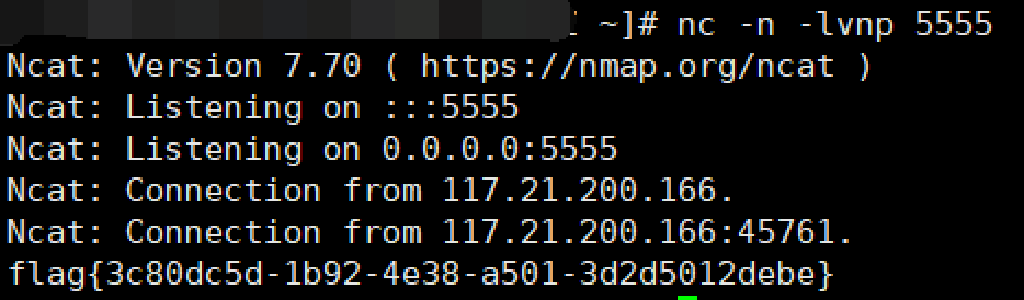 ~]# nc -n -lvnp 5555
Ncat: Version 7.70 ( https://nmap.org/ncat )
Ncat: Listening on :::5555
Ncat: Listening on 0.0.0.0:5555
Ncat: Connection from 117.21.200.166.
Ncat: Connection from 117.21.200.166:45761.
flag{3c80dc5d-1b92-4e38-a501-3d2d5012debe}